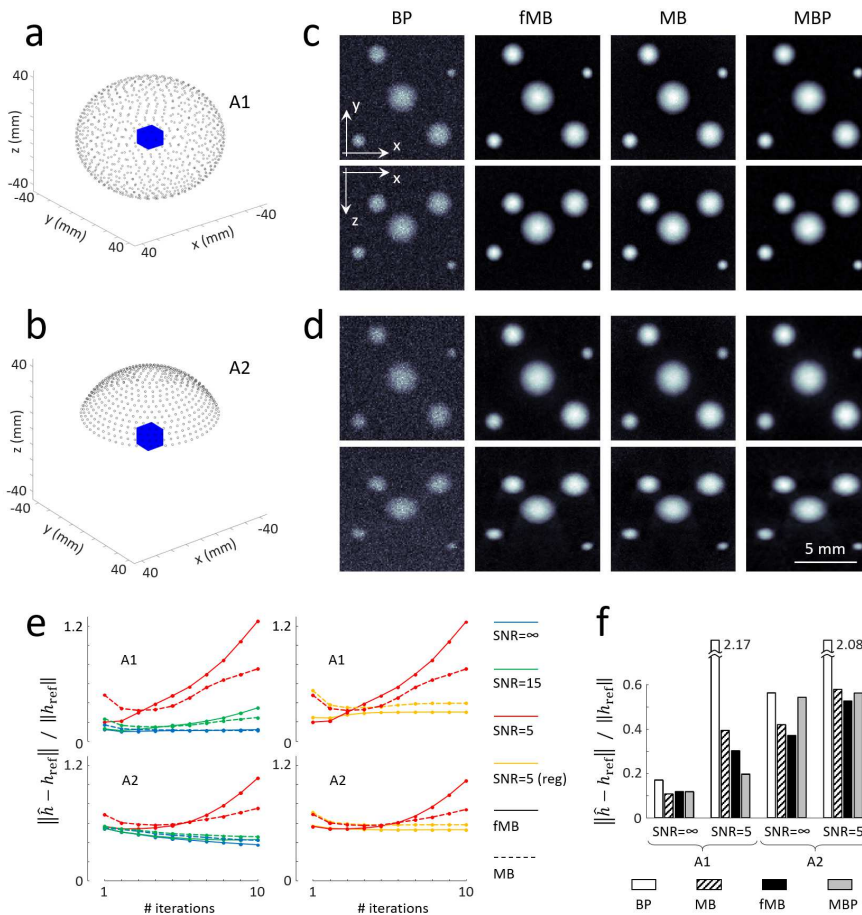 a
40
A1
z (mm)
-40
-40
y (mm)
40
40
x (mm)
-40
b
40
A2
z (mm)
-40
-40
y (mm)
40
40
x (mm)
-40
c
BP
fMB
MB
MBP
y
x
x
z
d
5 mm
e
1.2
A1
0
1.2
A1
0
1.2
A2
0
1.2
A2
0
‖ĥ − h_ref‖ / ‖h_ref‖
1
10
# iterations
1
10
# iterations
SNR=∞
SNR=15
SNR=5
SNR=5 (reg)
fMB
MB
f
2.17
2.08
0.6
0.4
0.2
0
‖ĥ − h_ref‖ / ‖h_ref‖
SNR=∞ SNR=5 SNR=∞ SNR=5
A1 A2
BP MB fMB MBP